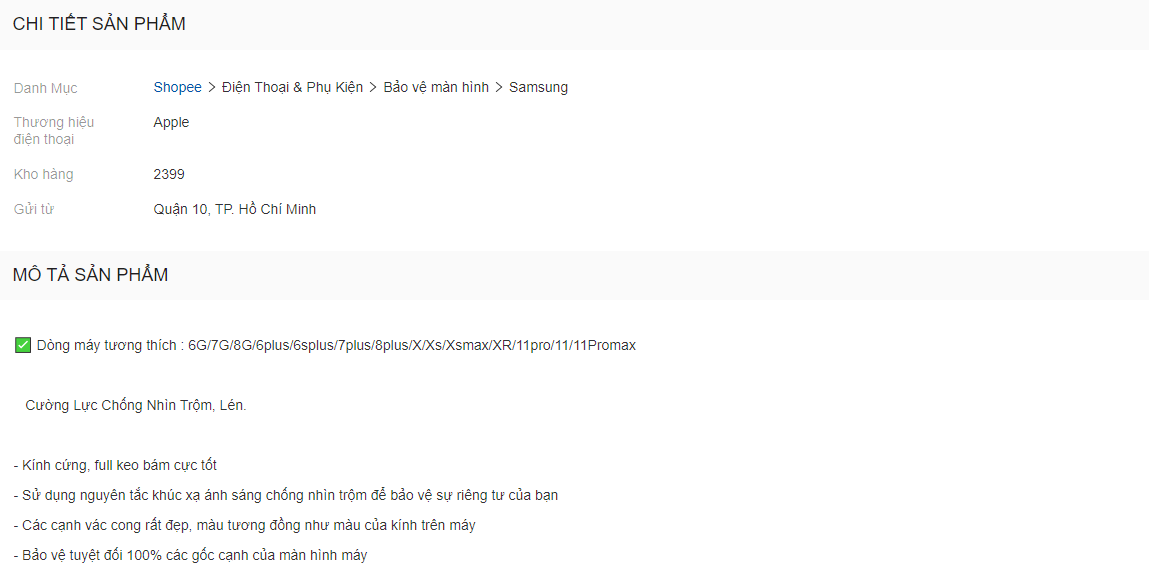 CHI TIẾT SẢN PHẨM
Danh Mục Shopee > Điện Thoại & Phụ Kiện > Bảo vệ màn hình > Samsung
Thương hiệu điện thoại Apple
Kho hàng 2399
Gửi từ Quận 10, TP. Hồ Chí Minh
MÔ TẢ SẢN PHẨM
✅ Dòng máy tương thích : 6G/7G/8G/6plus/6splus/7plus/8plus/X/Xs/Xsmax/XR/11pro/11/11Promax
Cường Lực Chống Nhìn Trộm, Lén.
- Kính cứng, full keo bám cực tốt
- Sử dụng nguyên tắc khúc xạ ánh sáng chống nhìn trộm để bảo vệ sự riêng tư của bạn
- Các cạnh vác cong rất đẹp, màu tương đồng như màu của kính trên máy
- Bảo vệ tuyệt đối 100% các gốc cạnh của màn hình máy